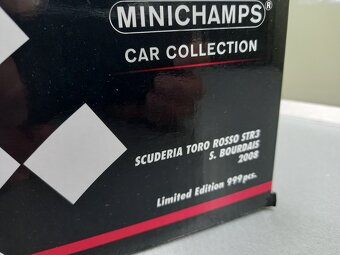 MINICHAMPS®
CAR COLLECTION
SCUDERIA TORO ROSSO STR3
S. BOURDAIS
2008
Limited Edition 999 pcs.